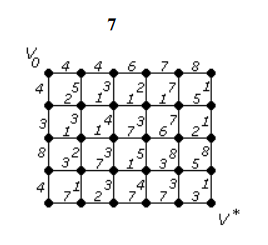 7
V₀
4 4 6 7 8
4 5 3 2 7 1
2 1 1 1 5
3 3 4 3 7 1
1 1 7 6 2
8 2 3 5 8 8
3 7 1 3 5
4 1 3 4 3 1
7 2 7 7 3
V*